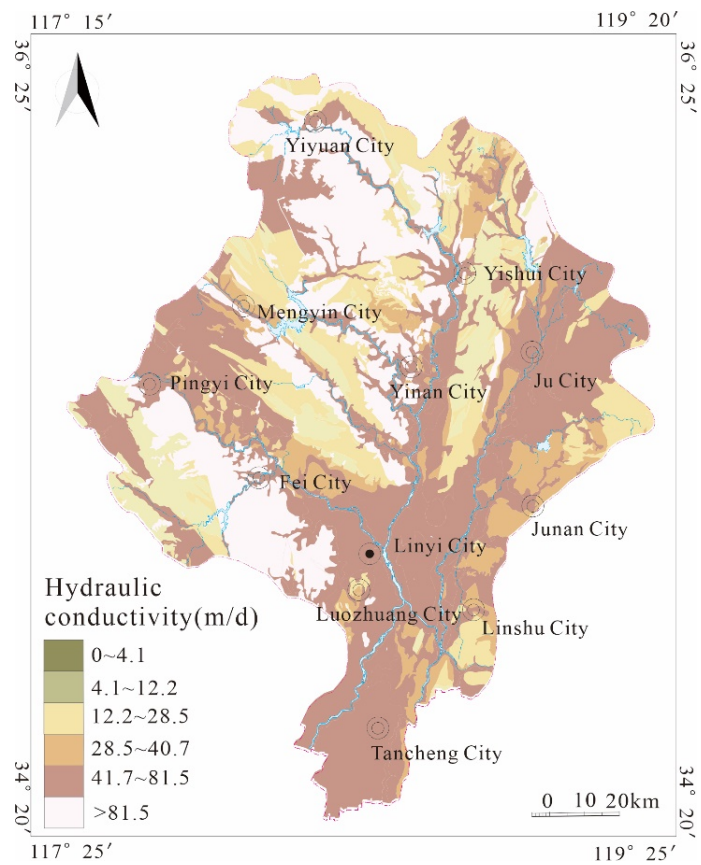 117° 15′
119° 20′
36° 25′
36° 25′
Yiyuan City
Yishui City
Mengyin City
Ju City
Yinan City
Pingyi City
Fei City
Junan City
Linyi City
Luozhuang City
Linshu City
Tancheng City
Hydraulic
conductivity(m/d)
0~4.1
4.1~12.2
12.2~28.5
28.5~40.7
41.7~81.5
>81.5
0 10 20km
34° 20′
34° 20′
117° 25′
119° 25′